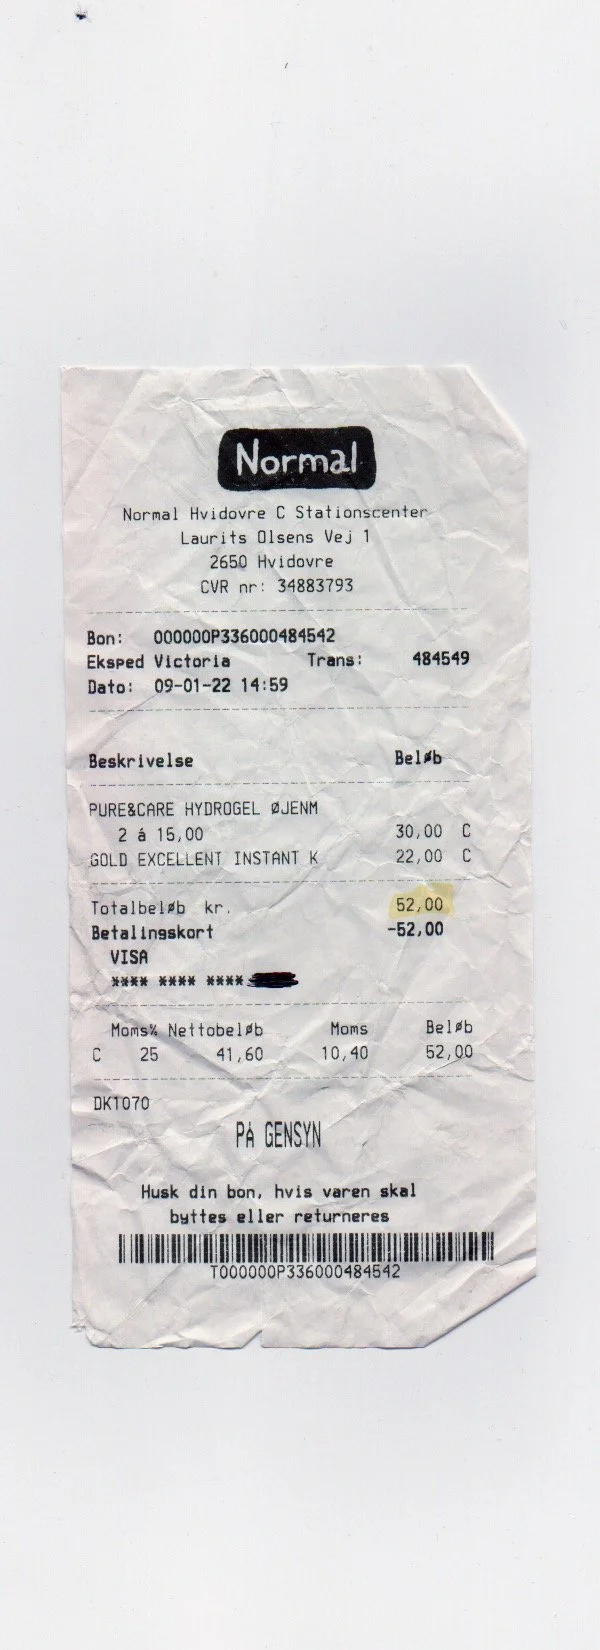 Normal
Normal Hvidovre C Stationscenter
Laurits Olsens Vej 1
2650 Hvidovre
CVR nr: 34883793
Bon: 000000P336000484542
Eksped Victoria Trans: 484549
Dato: 09-01-22 14:59
Beskrivelse Beløb
PURE&CARE HYDROGEL ØJENM
2 á 15,00 30,00 C
GOLD EXCELLENT INSTANT K 22,00 C
Totalbeløb kr. 52,00
Betalingskort -52,00
VISA
**** **** ****
Moms% Nettobeløb Moms Beløb
C 25 41,60 10,40 52,00
DK1070
PÅ GENSYN
Husk din bon, hvis varen skal
byttes eller returneres
T000000P336000484542